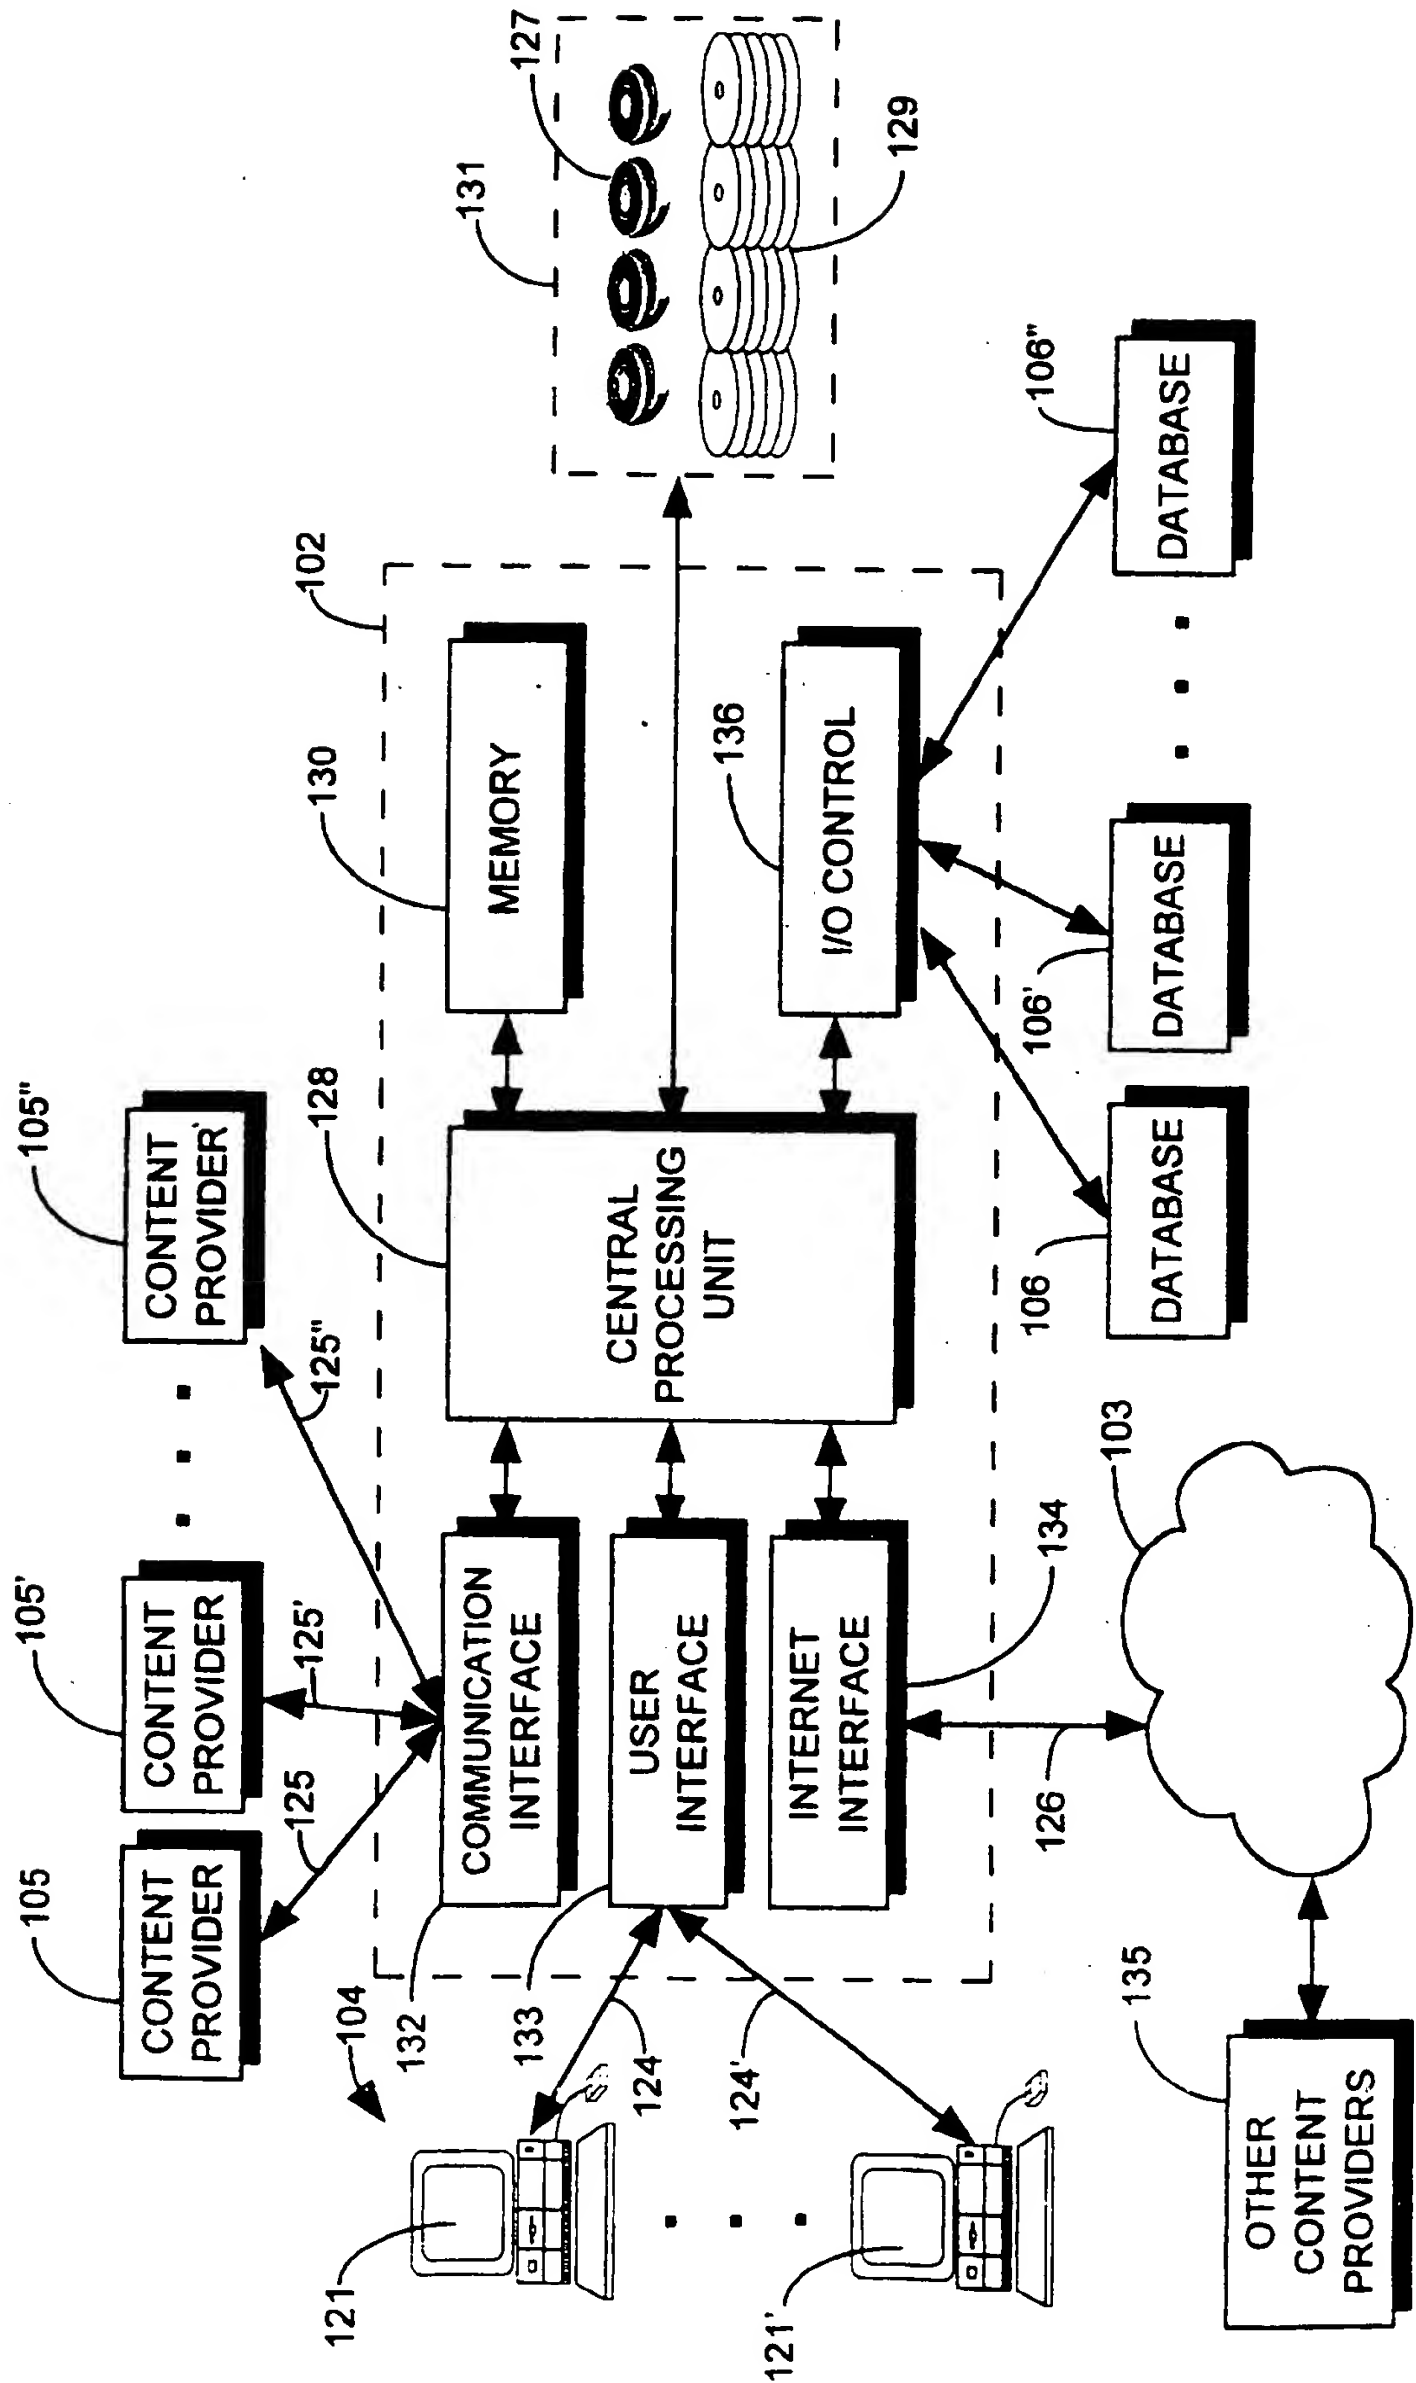 105
CONTENT
PROVIDER
105'
CONTENT
PROVIDER
105"
CONTENT
PROVIDER
125
125'
125"
104
132
COMMUNICATION
INTERFACE
128
CENTRAL
PROCESSING
UNIT
130
MEMORY
102
131
127
129
121
124
133
USER
INTERFACE
121'
124'
INTERNET
INTERFACE
134
136
I/O CONTROL
126
103
135
OTHER
CONTENT
PROVIDERS
106
DATABASE
106'
DATABASE
106"
DATABASE